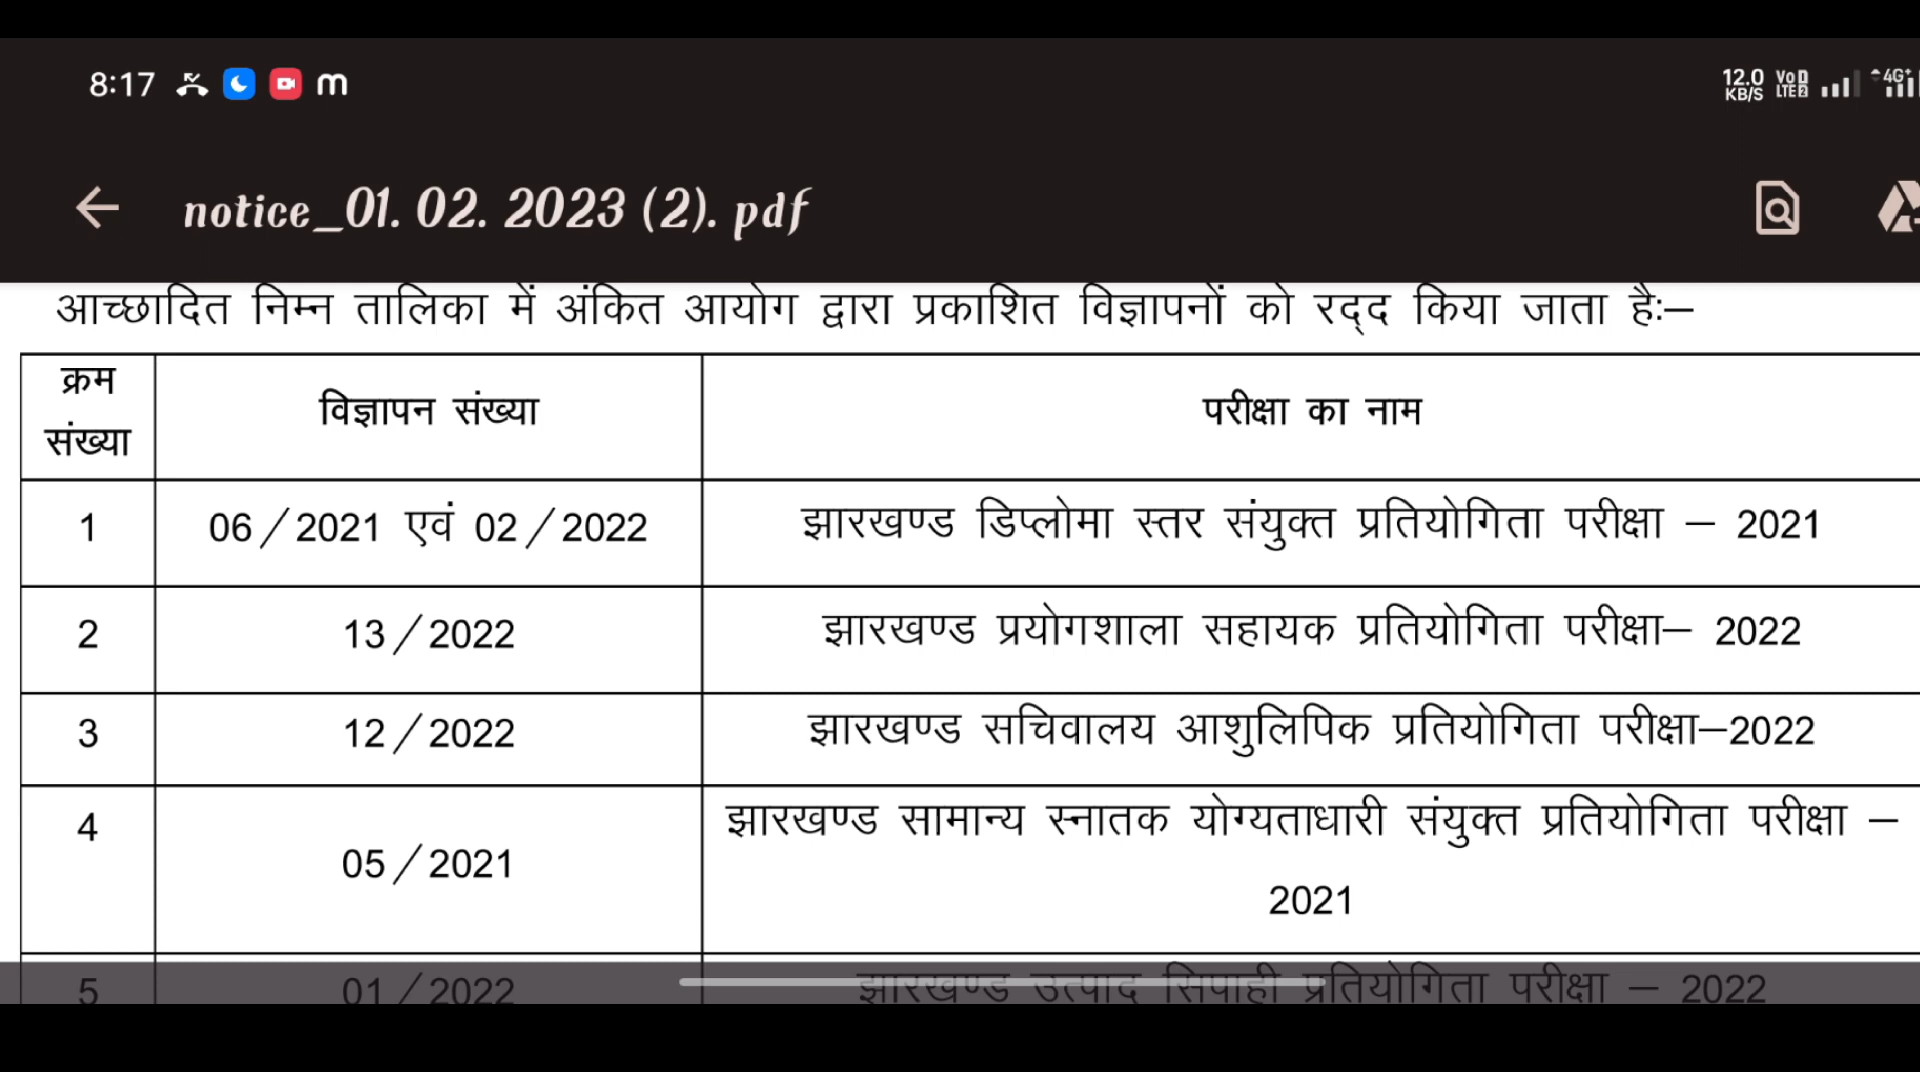 8:17 m 12.0 KB/S VoLTE 4G+
notice_01. 02. 2023 (2). pdf
आच्छादित निम्न तालिका में अंकित आयोग द्वारा प्रकाशित विज्ञापनों को रद्द किया जाता है:–
क्रम संख्या विज्ञापन संख्या परीक्षा का नाम
1 06/2021 एवं 02/2022 झारखण्ड डिप्लोमा स्तर संयुक्त प्रतियोगिता परीक्षा – 2021
2 13/2022 झारखण्ड प्रयोगशाला सहायक प्रतियोगिता परीक्षा– 2022
3 12/2022 झारखण्ड सचिवालय आशुलिपिक प्रतियोगिता परीक्षा–2022
4 05/2021 झारखण्ड सामान्य स्नातक योग्यताधारी संयुक्त प्रतियोगिता परीक्षा –
2021
5 01/2022 झारखण्ड उत्पाद सिपाही प्रतियोगिता परीक्षा – 2022